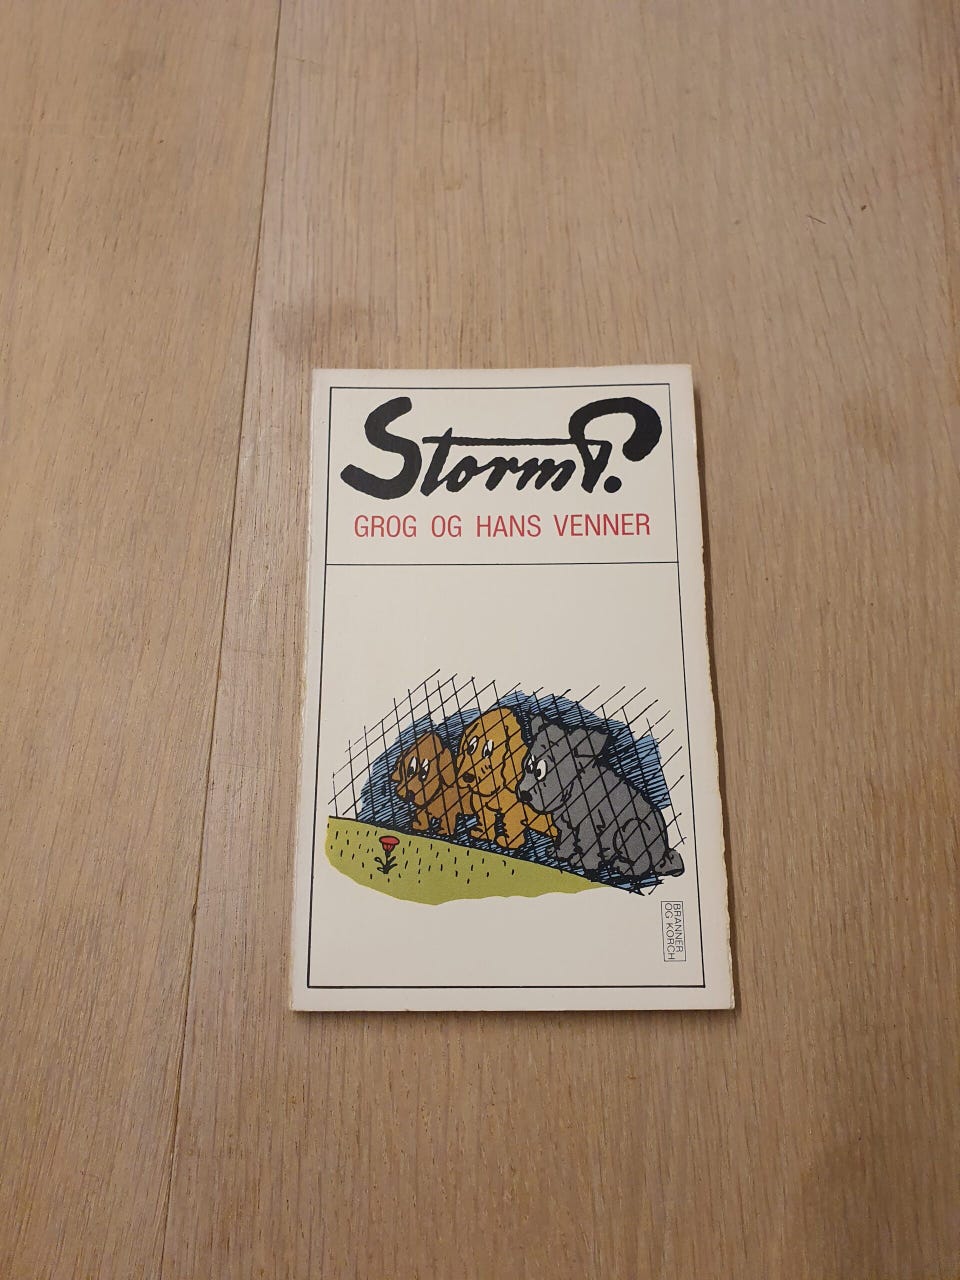 Storm P.
GROG OG HANS VENNER
BRANNER
OG KORCH